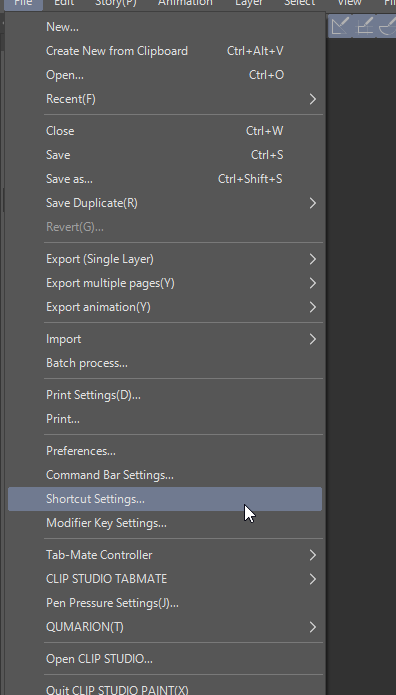 File Edit Story(P) Animation Layer Select View
New...
Create New from Clipboard Ctrl+Alt+V
Open... Ctrl+O
Recent(F)
Close Ctrl+W
Save Ctrl+S
Save as... Ctrl+Shift+S
Save Duplicate(R)
Revert(G)...
Export (Single Layer)
Export multiple pages(Y)
Export animation(Y)
Import
Batch process...
Print Settings(D)...
Print...
Preferences...
Command Bar Settings...
Shortcut Settings...
Modifier Key Settings...
Tab-Mate Controller
CLIP STUDIO TABMATE
Pen Pressure Settings(J)...
QUMARION(T)
Open CLIP STUDIO...
Quit CLIP STUDIO PAINT(X)